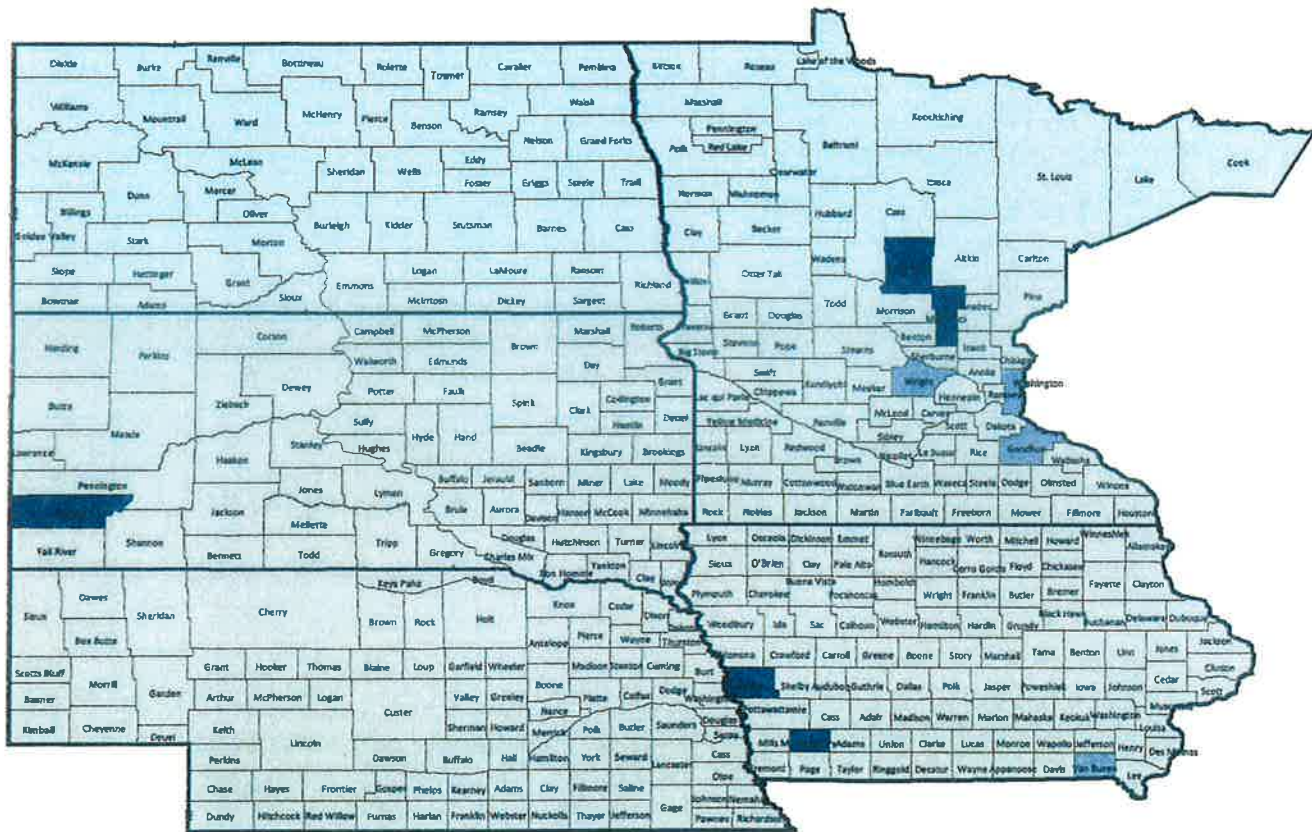 Divide Burke Renville Bottineau Rolette Towner Cavalier Pembina Kittson Roseau Lake of the Woods
Williams Mountrail Ward McHenry Pierce Benson Ramsey Walsh Marshall Koochiching
McKenzie McLean Sheridan Wells Eddy Nelson Grand Forks Polk Pennington Red Lake Beltrami Clearwater St. Louis Lake Cook
Dunn Mercer Foster Griggs Steele Traill Norman Mahnomen Itasca
Billings Oliver Hubbard Cass
Golden Valley Stark Morton Burleigh Kidder Stutsman Barnes Cass Clay Becker Wadena Aitkin Carlton
Slope Hettinger Grant Sioux Emmons Logan LaMoure Ransom Richland Otter Tail Todd Morrison Pine
Bowman Adams McIntosh Dickey Sargent Grant Douglas
Harding Perkins Corson Campbell McPherson Brown Marshall Roberts Stevens Pope Stearns Benton Isanti Chisago
Walworth Edmunds Day Big Stone Swift Sherburne Anoka
Butte Ziebach Dewey Potter Faulk Spink Clark Codington Grant Lac qui Parle Chippewa Kandiyohi Meeker Wright Hennepin Ramsey Washington
Meade Sully Hamlin Deuel Yellow Medicine Renville McLeod Carver Scott Dakota
Lawrence Haakon Stanley Hughes Hyde Hand Beadle Kingsbury Brookings Lyon Redwood Brown Sibley Nicollet Le Sueur Rice Goodhue Wabasha
Pennington Jackson Jones Lyman Buffalo Jerauld Sanborn Miner Lake Moody Pipestone Murray Cottonwood Watonwan Blue Earth Waseca Steele Dodge Olmsted Winona
Mellette Brule Aurora Davison Hanson McCook Minnehaha Rock Nobles Jackson Martin Faribault Freeborn Mower Fillmore Houston
Fall River Shannon Bennett Todd Tripp Gregory Douglas Charles Mix Hutchinson Turner Lincoln Bon Homme Yankton Clay
Lyon Osceola Dickinson Emmet Kossuth Winnebago Worth Mitchell Howard Winneshiek Allamakee
Sioux O'Brien Clay Palo Alto Hancock Cerro Gordo Floyd Chickasaw Fayette Clayton
Plymouth Cherokee Buena Vista Pocahontas Humboldt Wright Franklin Butler Bremer
Sioux Dawes Sheridan Cherry Keya Paha Boyd Brown Rock Holt Knox Cedar Dixon
Box Butte Antelope Pierce Wayne Thurston Woodbury Ida Sac Calhoun Webster Hamilton Hardin Grundy Black Hawk Buchanan Delaware Dubuque
Scotts Bluff Morrill Garden Grant Hooker Thomas Blaine Loup Garfield Wheeler Madison Stanton Cuming Burt Monona Crawford Carroll Greene Boone Story Marshall Tama Benton Linn Jones Jackson
Banner Arthur McPherson Logan Custer Valley Greeley Boone Nance Platte Colfax Dodge Washington Shelby Audubon Guthrie Dallas Polk Jasper Poweshiek Iowa Johnson Cedar Clinton Scott
Kimball Cheyenne Deuel Keith Lincoln Sherman Howard Merrick Polk Butler Saunders Douglas Sarpy Pottawattamie Cass Adair Madison Warren Marion Mahaska Keokuk Washington Louisa Muscatine
Perkins Dawson Buffalo Hall Hamilton York Seward Lancaster Cass Otoe Mills M Adams Union Clarke Lucas Monroe Wapello Jefferson Henry Des Moines
Chase Hayes Frontier Gosper Phelps Kearney Adams Clay Fillmore Saline Johnson Nemaha Fremont Page Taylor Ringgold Decatur Wayne Appanoose Davis Van Buren Lee
Dundy Hitchcock Red Willow Furnas Harlan Franklin Webster Nuckolls Thayer Jefferson Gage Pawnee Richardson